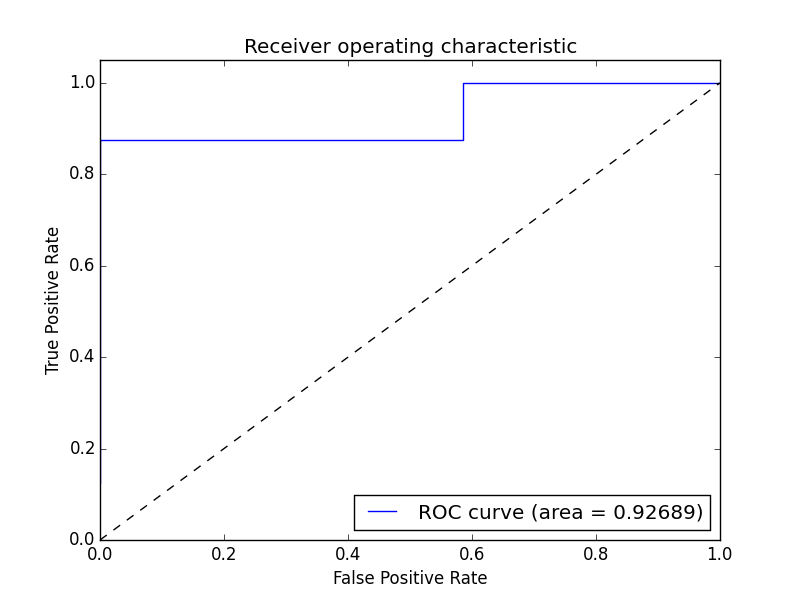 Receiver operating characteristic
1.0
0.8
0.6
0.4
0.2
0.0
True Positive Rate
ROC curve (area = 0.92689)
0.0 0.2 0.4 0.6 0.8 1.0
False Positive Rate